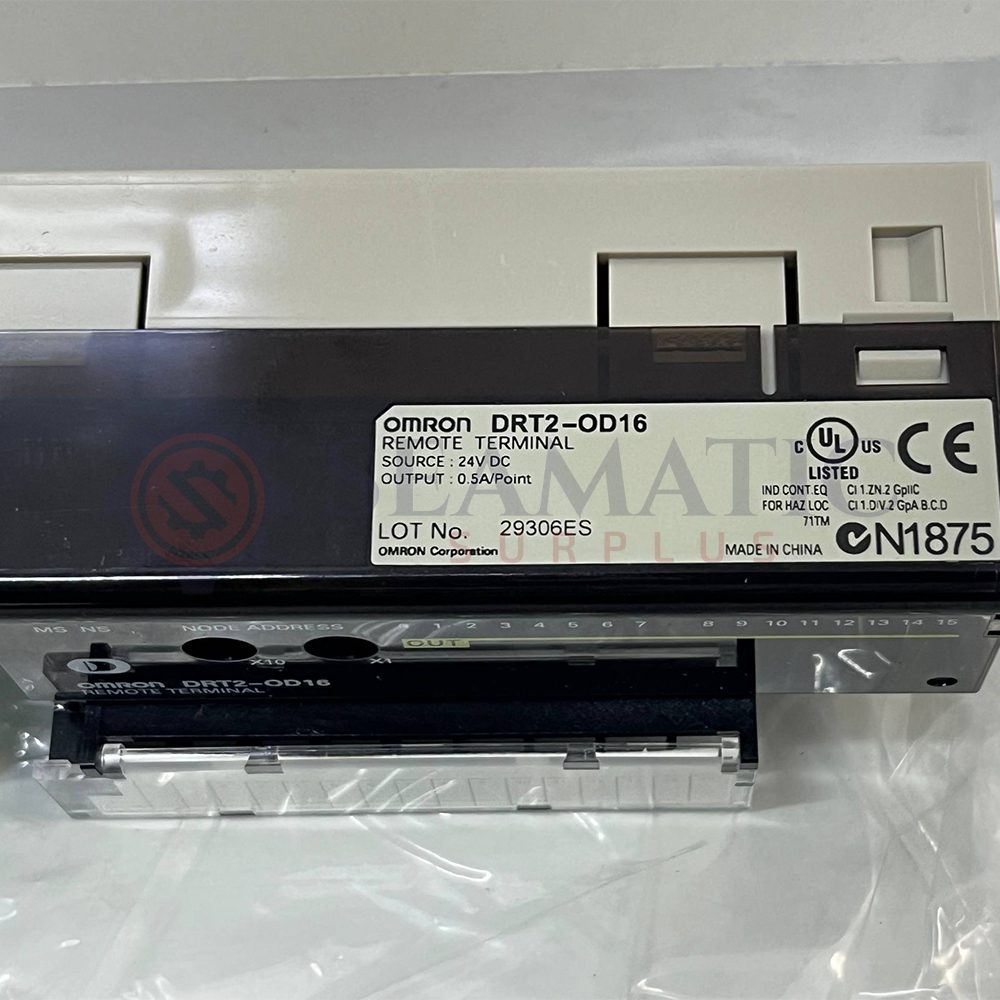 OMRON DRT2-OD16
REMOTE TERMINAL
SOURCE : 24V DC
OUTPUT : 0.5A/Point
LOT No. 29306ES
OMRON Corporation
C UL US
LISTED
CE
IND CONT.EQ CI 1.ZN.2 GpIIC
FOR HAZ LOC CI 1.DIV.2 GpA B.C.D
71TM
MADE IN CHINA
N1875
SEAMATIC
SURPLUS
MS NS NODE ADDRESS 1 2 3 4 5 6 7 8 9 10 11 12 13 14 15
OUT
X10 X1
D
OMRON DRT2-OD16
REMOTE TERMINAL